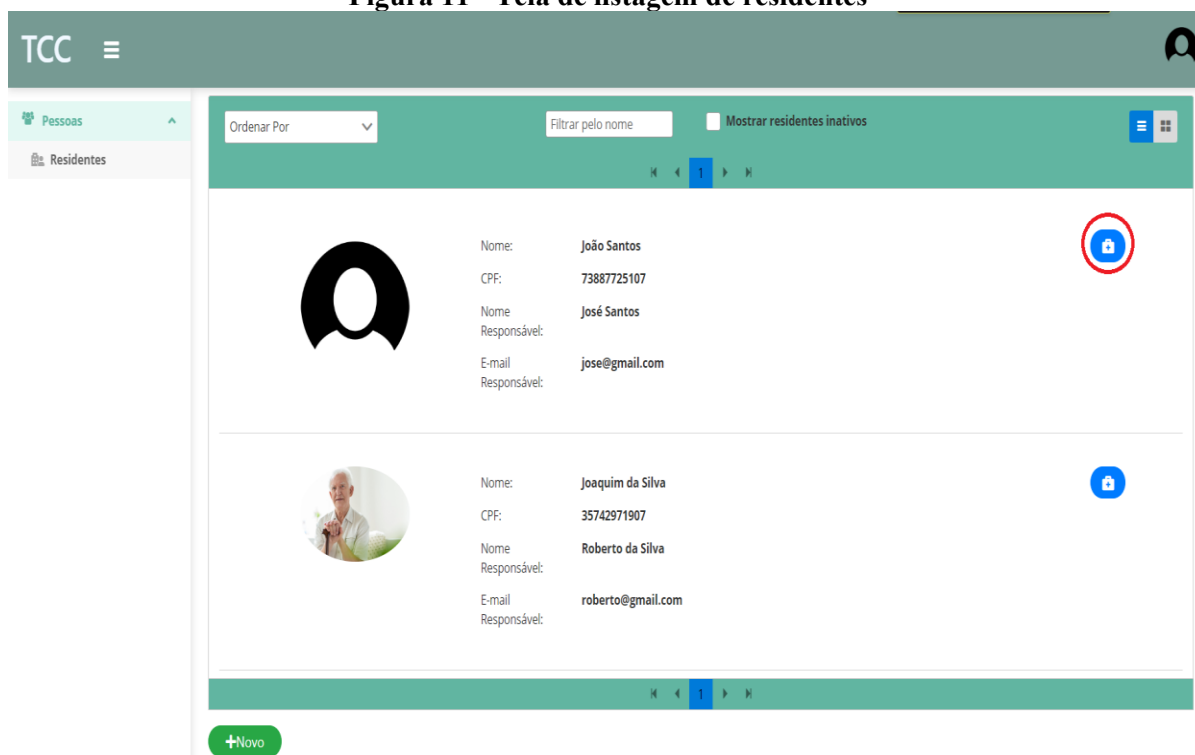 Figura 11 - Tela de listagem de residentes
TCC
Pessoas
Residentes
Ordenar Por
Filtrar pelo nome
Mostrar residentes inativos
1
Nome: João Santos
CPF: 73887725107
Nome José Santos
Responsável:
E-mail jose@gmail.com
Responsável:
Nome: Joaquim da Silva
CPF: 35742971907
Nome Roberto da Silva
Responsável:
E-mail roberto@gmail.com
Responsável:
1
+Novo